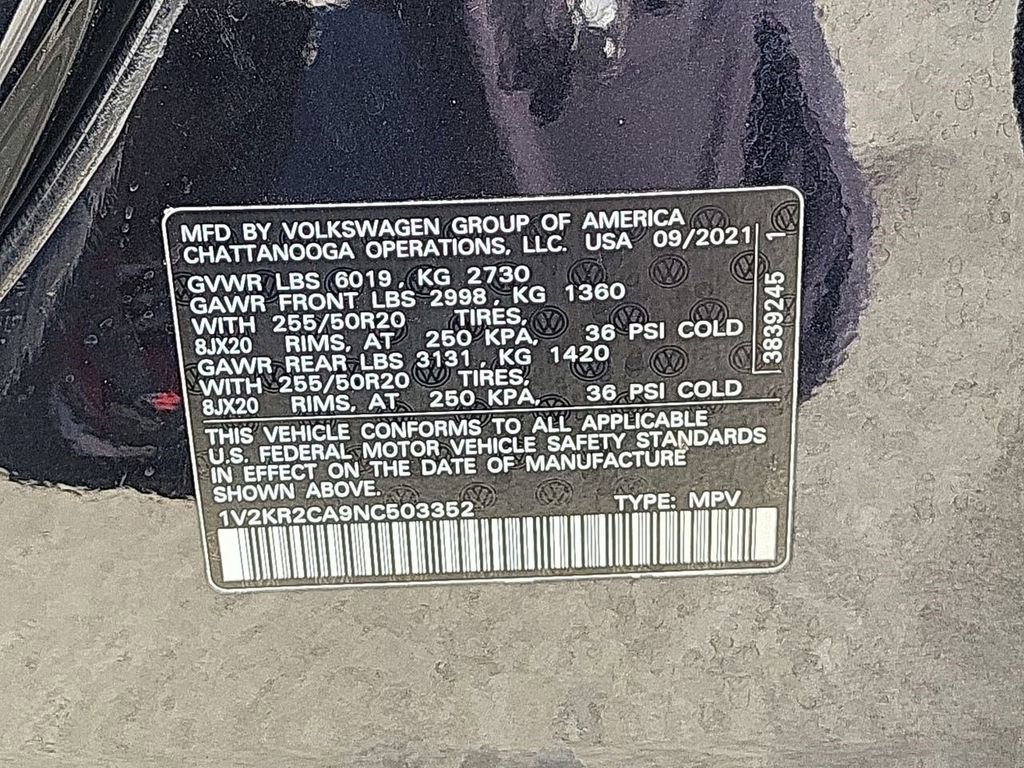 MFD BY VOLKSWAGEN GROUP OF AMERICA
CHATTANOOGA OPERATIONS, LLC. USA 09/2021
GVWR LBS 6019, KG 2730
GAWR FRONT LBS 2998, KG 1360
WITH 255/50R20 TIRES,
8JX20 RIMS, AT 250 KPA, 36 PSI COLD
GAWR REAR LBS 3131, KG 1420
WITH 255/50R20 TIRES,
8JX20 RIMS, AT 250 KPA, 36 PSI COLD
3839245 1
THIS VEHICLE CONFORMS TO ALL APPLICABLE
U.S. FEDERAL MOTOR VEHICLE SAFETY STANDARDS
IN EFFECT ON THE DATE OF MANUFACTURE
SHOWN ABOVE.
1V2KR2CA9NC503352 TYPE: MPV